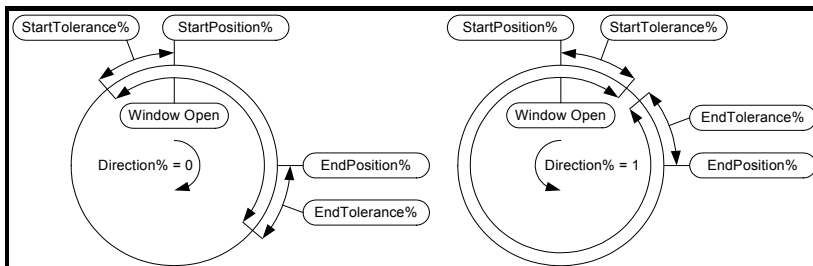 StartTolerance%
StartPosition%
Window Open
Direction% = 0
EndPosition%
EndTolerance%
StartPosition%
StartTolerance%
Window Open
EndTolerance%
Direction% = 1
EndPosition%